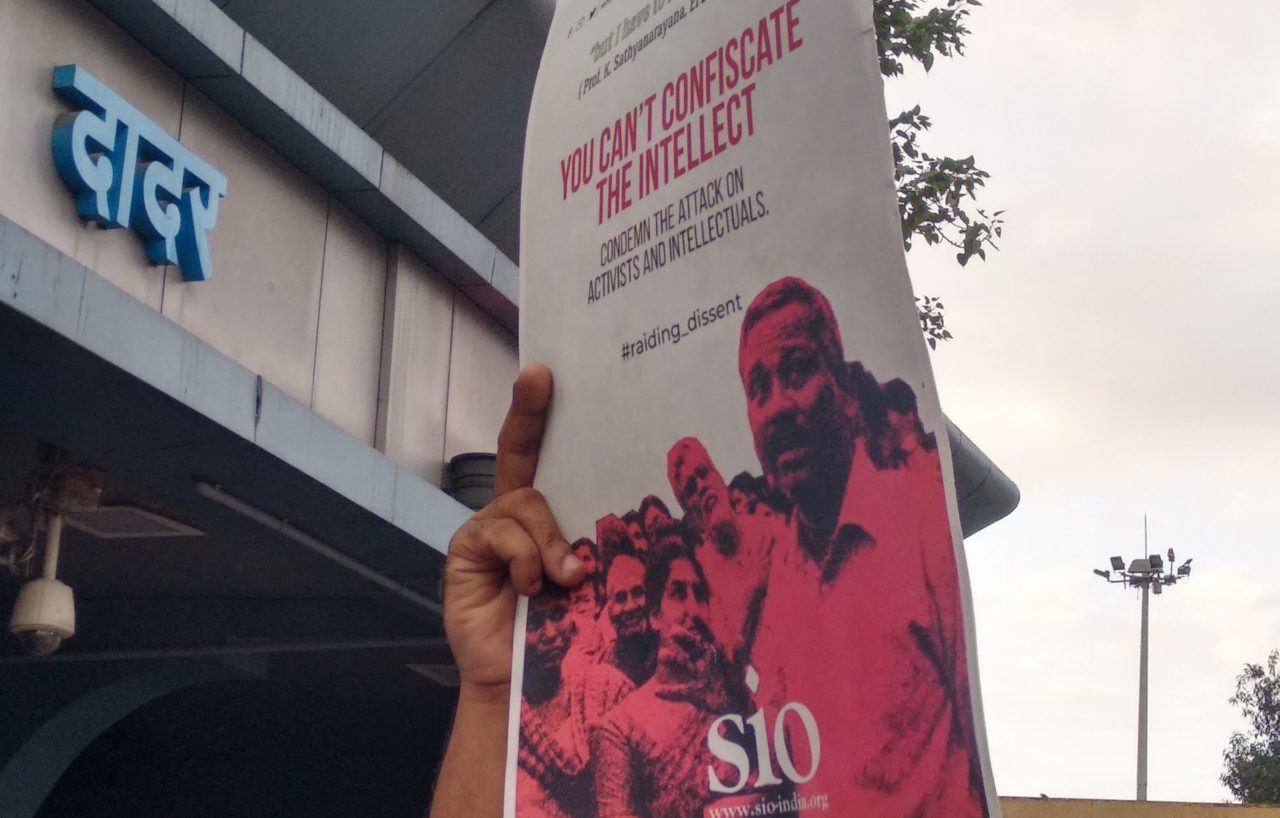 दादर
"but I have to
(Prof. K. Sathyanarayana,
YOU CAN'T CONFISCATE
THE INTELLECT
CONDEMN THE ATTACK ON
ACTIVISTS AND INTELLECTUALS.
#raiding_dissent
sio
www.sio-india.org